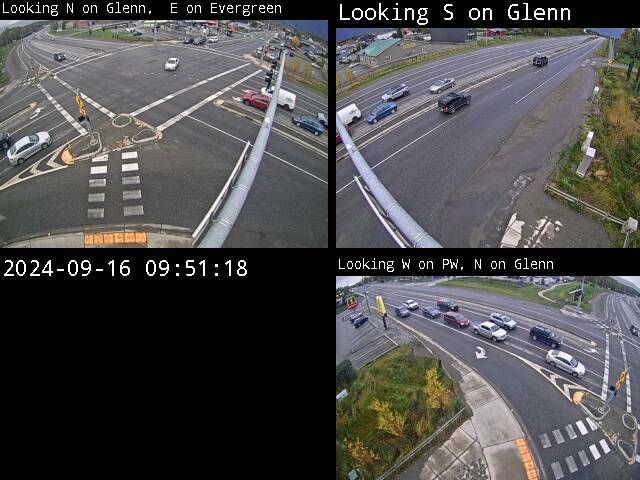 Looking N on Glenn, E on Evergreen
Looking S on Glenn
2024-09-16 09:51:18
Looking W on PW, N on Glenn